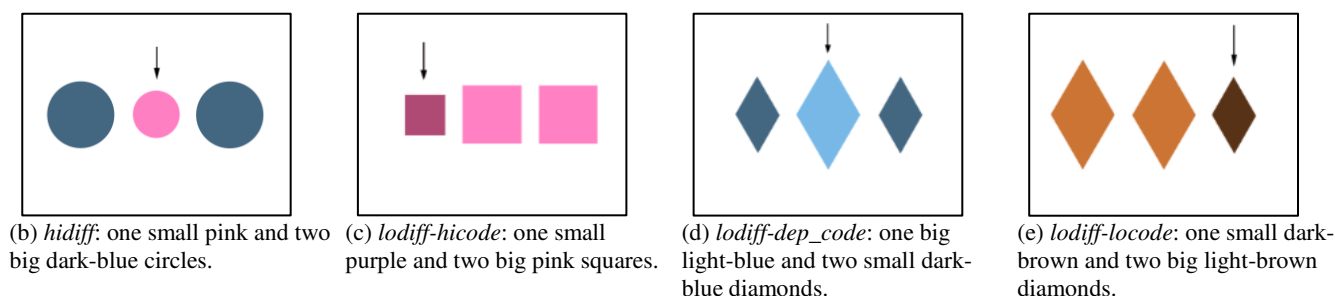 (b) hidiff: one small pink and two
big dark-blue circles.
(c) lodiff-hicode: one small
purple and two big pink squares.
(d) lodiff-dep_code: one big
light-blue and two small dark-
blue diamonds.
(e) lodiff-locode: one small dark-
brown and two big light-brown
diamonds.